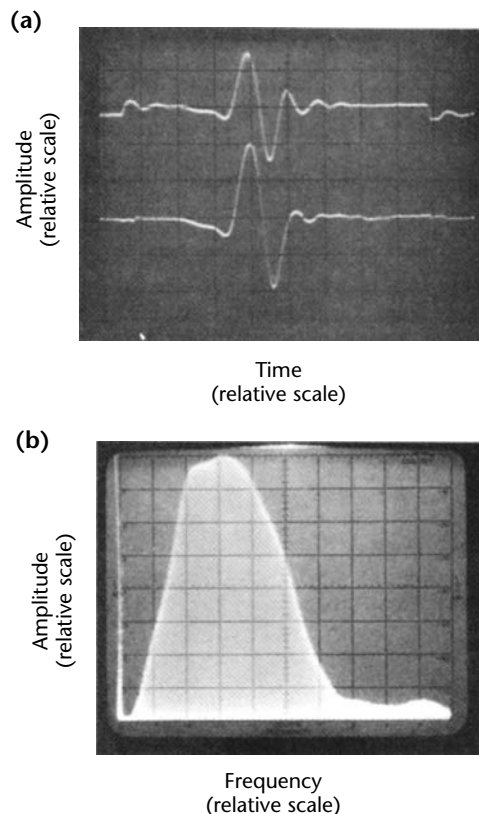 (a)
Amplitude
(relative scale)
Time
(relative scale)
(b)
Amplitude
(relative scale)
Frequency
(relative scale)